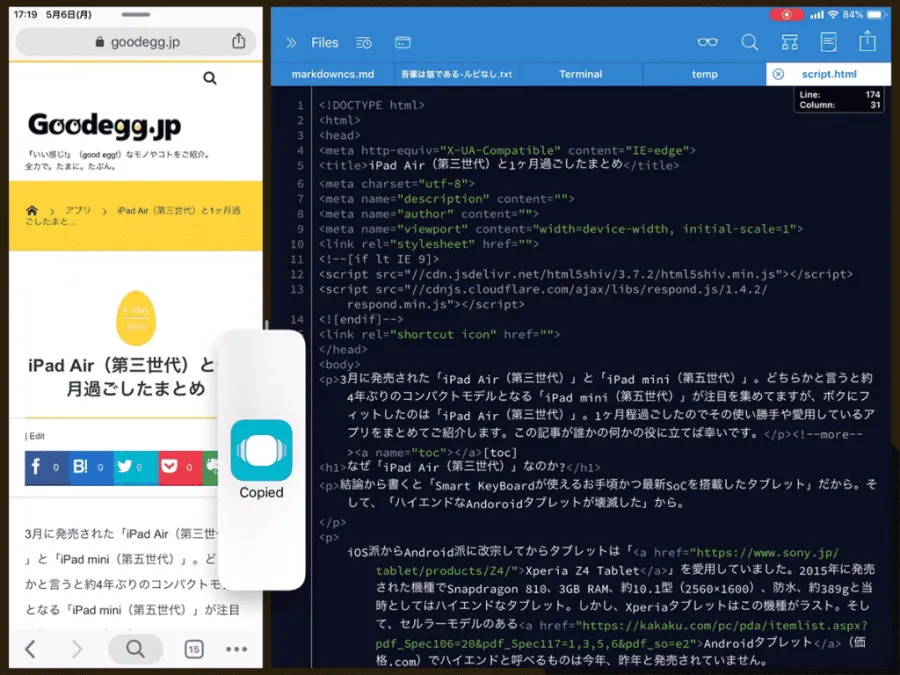 17:19 5月6日(月)
84%
goodegg.jp
Goodegg.jp
『いい感じ!』(good egg!)なモノやコトをご紹介。
全力で。たまに。たぶん。
アプリ > iPad Air(第三世代)と1ヶ月過
ごしたまと...
6 May
2019
iPad Air(第三世代)と
月過ごしたまとめ
| Edit
f 0 B! 0 0 0
3月に発売された「iPad Air(第三世
」と「iPad mini(第五世代)」。ど
かと言うと約4年ぶりのコンパクトモ
となる「iPad mini(第五世代)」が注目
15
Copied
Files
markdowncs.md 吾輩は猫である-ルビなし.txt Terminal temp script.html
Line: 174
Column: 31
1 <!DOCTYPE html>
2 <html>
3 <head>
4 <meta http-equiv="X-UA-Compatible" content="IE=edge">
5 <title>iPad Air(第三世代)と1ヶ月過ごしたまとめ</title>
6 <meta charset="utf-8">
7 <meta name="description" content="">
8 <meta name="author" content="">
9 <meta name="viewport" content="width=device-width, initial-scale=1">
10 <link rel="stylesheet" href="">
11 <!--[if lt IE 9]>
12 <script src="//cdn.jsdelivr.net/html5shiv/3.7.2/html5shiv.min.js"></script>
13 <script src="//cdnjs.cloudflare.com/ajax/libs/respond.js/1.4.2/
respond.min.js"></script>
14 <![endif]-->
<link rel="shortcut icon" href="">
</head>
<body>
<p>3月に発売された「iPad Air(第三世代)」と「iPad mini(第五世代)」。どちらかと言うと約
4年ぶりのコンパクトモデルとなる「iPad mini(第五世代)」が注目を集めてますが、ボクにフ
ィットしたのは「iPad Air(第三世代)」。1ヶ月程過ごしたのでその使い勝手や愛用しているア
プリをまとめてご紹介します。この記事が誰かの何かの役に立てば幸いです。</p><!--more--
><a name="toc"></a>[toc]
<h1>なぜ「iPad Air(第三世代)」なのか?</h1>
<p>結論から書くと「Smart KeyBoardが使えるお手頃かつ最新SoCを搭載したタブレット」だから。そ
して、「ハイエンドなAndoroidタブレットが壊滅した」から。
</p>
<p>
iOS派からAndroid派に改宗してからタブレットは「<a href="https://www.sony.jp/
tablet/products/Z4/">Xperia Z4 Tablet</a>」を愛用していました。2015年に発売
された機種でSnapdragon 810、3GB RAM、約10.1型(2560×1600)、防水、約389gと当
時としてはハイエンドなタブレット。しかし、Xperiaタブレットはこの機種がラスト。そし
て、セルラーモデルのある<a href="https://kakaku.com/pc/pda/itemlist.aspx?
pdf_Spec106=20&pdf_Spec117=1,3,5,6&pdf_so=e2">Androidタブレット</a>(価
格.com)でハイエンドと呼べるものは今年、昨年と発売されていません。